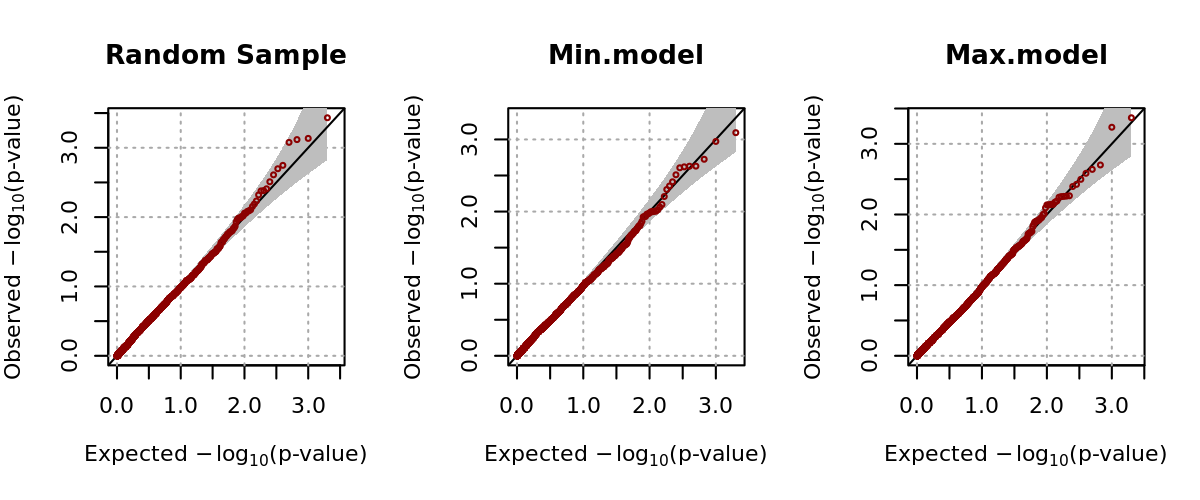 Random Sample
Observed −log10(p-value)
3.0
2.0
1.0
0.0
0.0 1.0 2.0 3.0
Expected −log10(p-value)
Min.model
Observed −log10(p-value)
3.0
2.0
1.0
0.0
0.0 1.0 2.0 3.0
Expected −log10(p-value)
Max.model
Observed −log10(p-value)
3.0
2.0
1.0
0.0
0.0 1.0 2.0 3.0
Expected −log10(p-value)